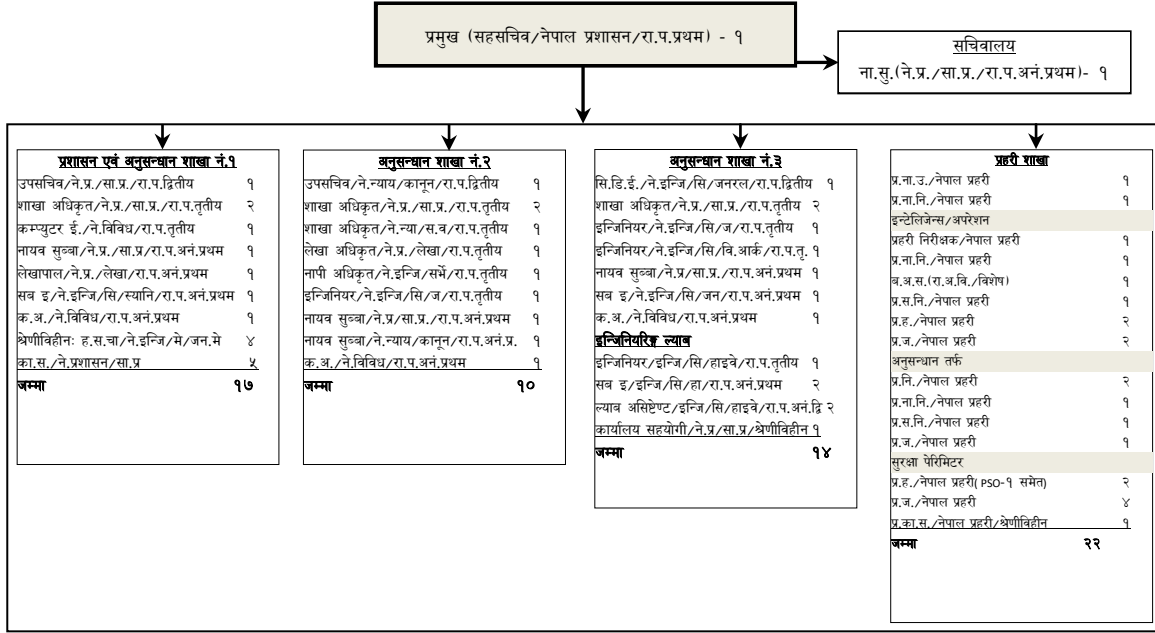 प्रमुख (सहसचिव/नेपाल प्रशासन/रा.प.प्रथम) - १
सचिवालय
ना.सु.(ने.प्र./सा.प्र./रा.प.अनं.प्रथम)- १
प्रशासन एवं अनुसन्धान शाखा नं.१
उपसचिव/ने.प्र./सा.प्र./रा.प.द्वितीय १
शाखा अधिकृत/ने.प्र./सा.प्र./रा.प.तृतीय २
कम्प्युटर ई./ने.विविध/रा.प.तृतीय १
नायव सुब्बा/ने.प्र./सा.प्र/रा.प.अनं.प्रथम १
लेखापाल/ने.प्र./लेखा/रा.प.अनं.प्रथम १
सब इ/ने.इन्जि/सि/स्यानि/रा.प.अनं.प्रथम १
क.अ./ने.विविध/रा.प.अनं.प्रथम १
श्रेणीविहीनः ह.स.चा/ने.इन्जि/मे/जन.मे ४
का.स./ने.प्रशासन/सा.प्र ५
जम्मा १७
अनुसन्धान शाखा नं.२
उपसचिव/ने.न्याय/कानून/रा.प.द्वितीय १
शाखा अधिकृत/ने.प्र./सा.प्र./रा.प.तृतीय २
शाखा अधिकृत/ने.न्या/स.व/रा.प.तृतीय १
लेखा अधिकृत/ने.प्र./लेखा/रा.प.तृतीय १
नापी अधिकृत/ने.इन्जि/सर्भे/रा.प.तृतीय १
इन्जिनियर/ने.इन्जि/सि/ज/रा.प.तृतीय १
नायव सुब्बा/ने.प्र/सा.प्र./रा.प.अनं.प्रथम १
नायव सुब्बा/ने.न्याय/कानून/रा.प.अनं.प्र. १
क.अ./ने.विविध/रा.प.अनं.प्रथम १
जम्मा १०
अनुसन्धान शाखा नं.३
सि.डि.ई./ने.इन्जि/सि/जनरल/रा.प.द्वितीय १
शाखा अधिकृत/ने.प्र./सा.प्र./रा.प.तृतीय २
इन्जिनियर/ने.इन्जि/सि/ज/रा.प.तृतीय १
इन्जिनियर/ने.इन्जि/सि/वि.आर्क/रा.प.तृ. १
नायव सुब्बा/ने.प्र/सा.प्र./रा.प.अनं.प्रथम १
सब इ/ने.इन्जि/सि/जन/रा.प.अनं.प्रथम १
क.अ./ने.विविध/रा.प.अनं.प्रथम १
इन्जिनियरिङ्ग ल्याब
इन्जिनियर/इन्जि/सि/हाइवे/रा.प.तृतीय १
सब इ/इन्जि/सि/हा/रा.प.अनं.प्रथम २
ल्याब असिष्टेण्ट/इन्जि/सि/हाइवे/रा.प.अनं.द्वि २
कार्यालय सहयोगी/ने.प्र/सा.प्र/श्रेणीविहीन १
जम्मा १४
प्रहरी शाखा
प्र.ना.उ./नेपाल प्रहरी १
प्र.ना.नि./नेपाल प्रहरी १
इन्टेलिजेन्स/अपरेशन
प्रहरी निरीक्षक/नेपाल प्रहरी १
प्र.ना.नि./नेपाल प्रहरी १
ब.अ.स.(रा.अ.वि./विशेष) १
प्र.स.नि./नेपाल प्रहरी १
प्र.ह./नेपाल प्रहरी २
प्र.ज./नेपाल प्रहरी २
अनुसन्धान तर्फ
प्र.नि./नेपाल प्रहरी २
प्र.ना.नि./नेपाल प्रहरी १
प्र.स.नि./नेपाल प्रहरी १
प्र.ज./नेपाल प्रहरी १
सुरक्षा पेरिमिटर
प्र.ह./नेपाल प्रहरी( PSO-१ समेत) २
प्र.ज./नेपाल प्रहरी ४
प्र.का.स./नेपाल प्रहरी/श्रेणीविहीन १
जम्मा २२